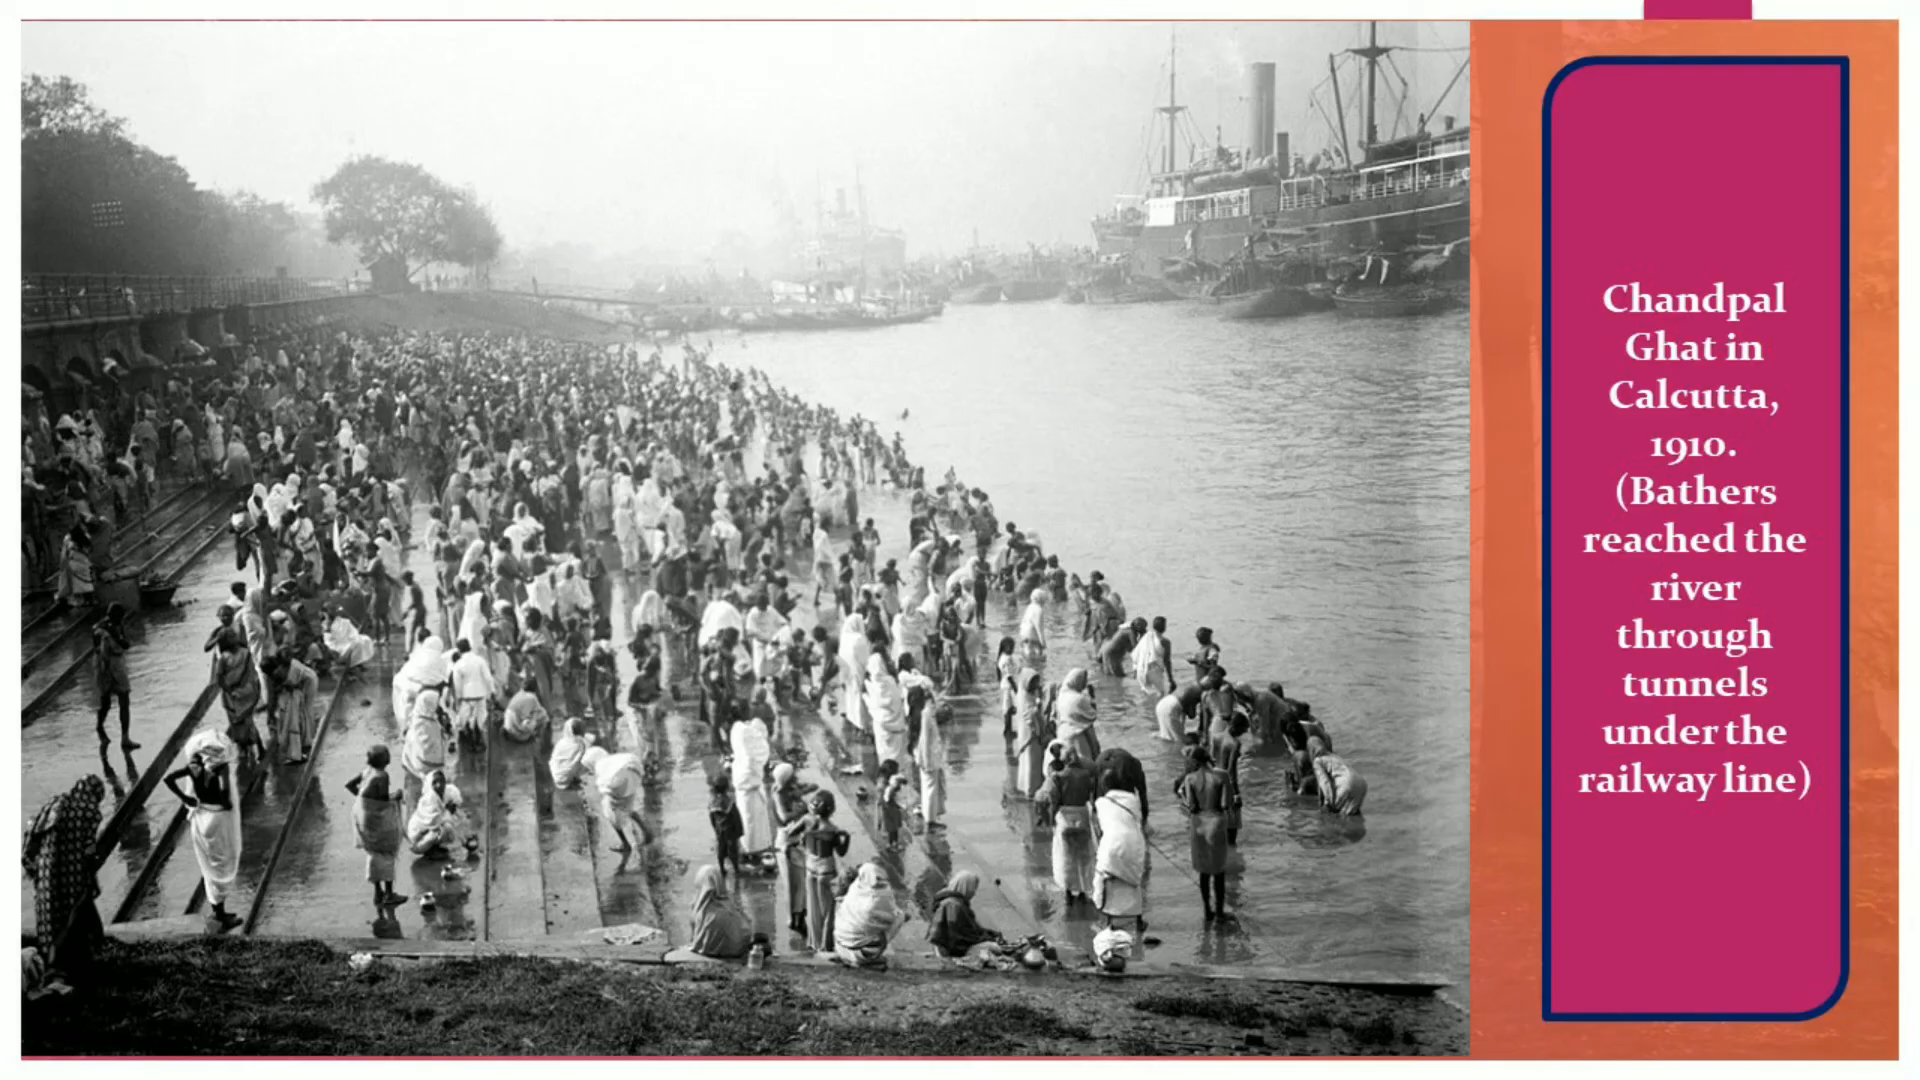 Chandpal
Ghat in
Calcutta,
1910.
(Bathers
reached the
river
through
tunnels
under the
railway line)